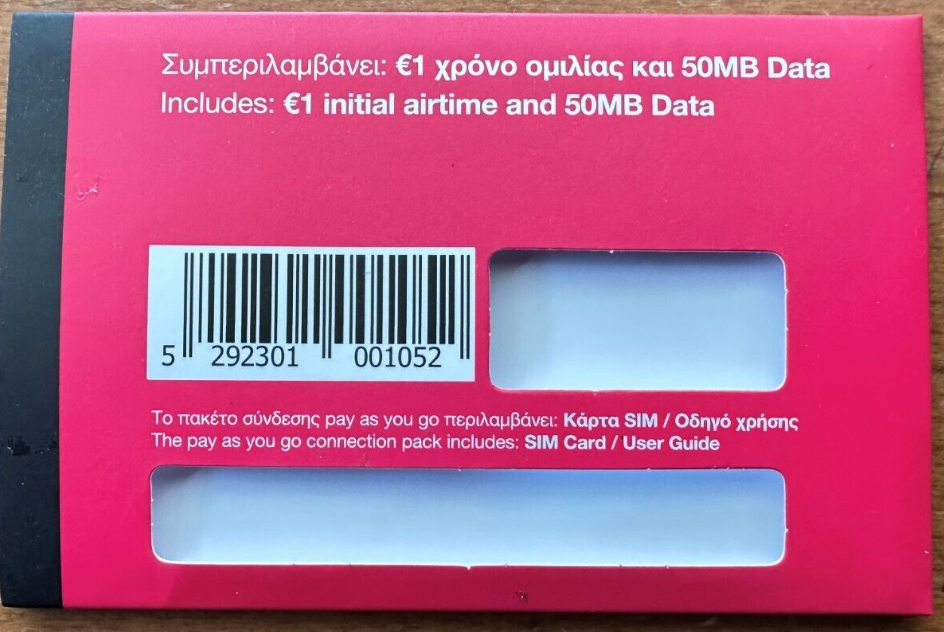 Συμπεριλαμβάνει: €1 χρόνο ομιλίας και 50MB Data
Includes: €1 initial airtime and 50MB Data
5 292301 001052
Το πακέτο σύνδεσης pay as you go περιλαμβάνει: Κάρτα SIM / Οδηγό χρήσης
The pay as you go connection pack includes: SIM Card / User Guide